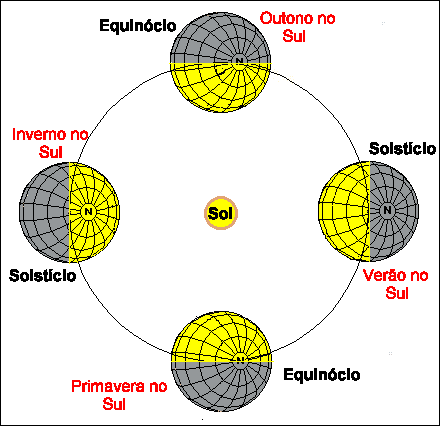 Equinócio
Outono no
Sul
N
Inverno no
Sul
Solstício
N
Sol
N
Solstício
Verão no
Sul
N
Primavera no
Sul
Equinócio